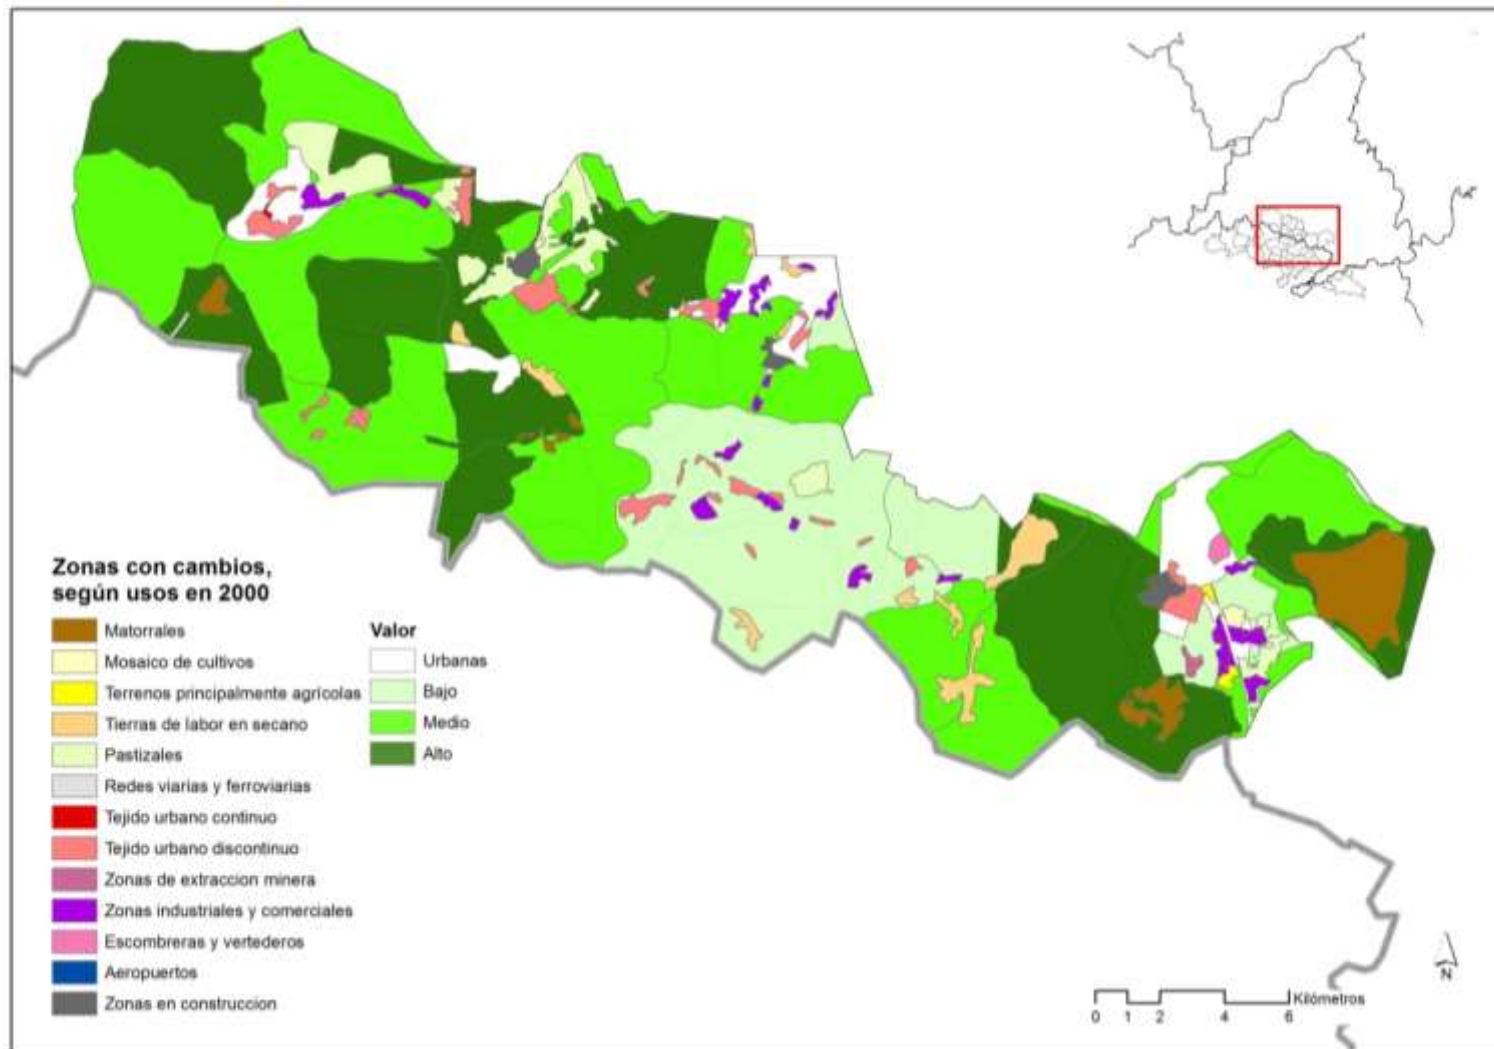 Zonas con cambios,
según usos en 2000
Matorrales
Mosaico de cultivos
Terrenos principalmente agrícolas
Tierras de labor en secano
Pastizales
Redes viarias y ferroviarias
Tejido urbano continuo
Tejido urbano discontinuo
Zonas de extraccion minera
Zonas industriales y comerciales
Escombreras y vertederos
Aeropuertos
Zonas en construccion
Valor
Urbanas
Bajo
Medio
Alto
N
Kilómetros
0 1 2 4 6